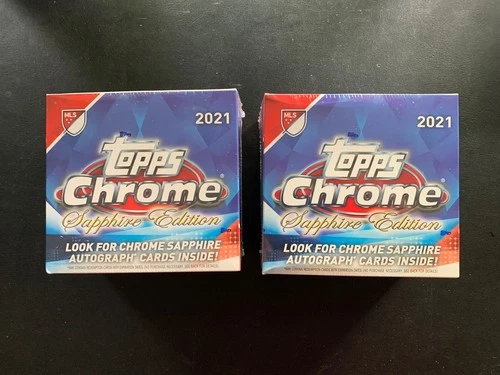 MLS
2021
Topps
Chrome
Sapphire Edition
LOOK FOR CHROME SAPPHIRE
AUTOGRAPH CARDS INSIDE!
MLS
2021
Topps
Chrome
Sapphire Edition
LOOK FOR CHROME SAPPHIRE
AUTOGRAPH CARDS INSIDE!